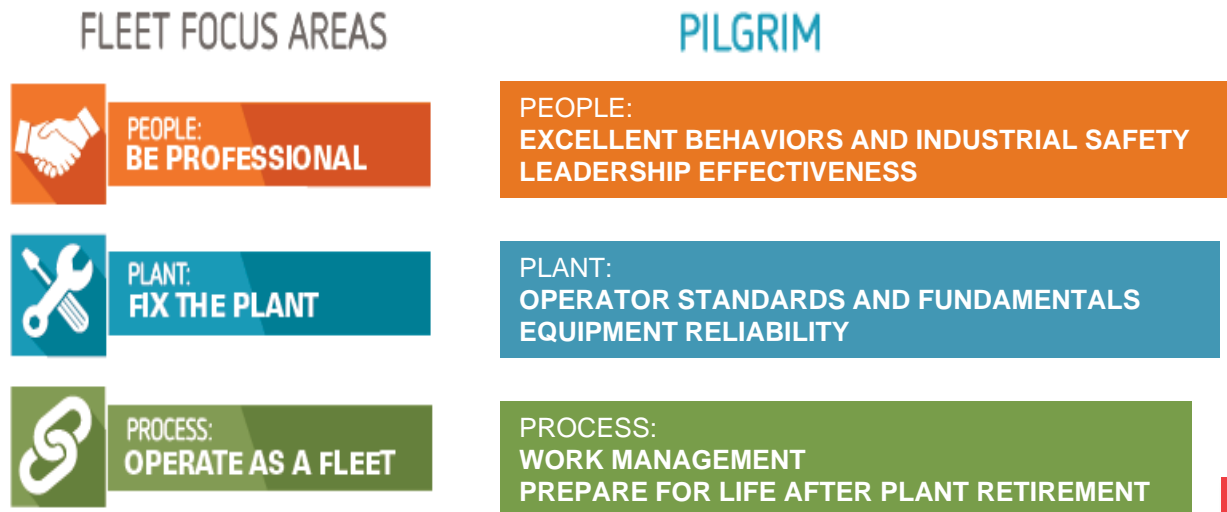 FLEET FOCUS AREAS
PILGRIM
PEOPLE:
BE PROFESSIONAL
PEOPLE:
EXCELLENT BEHAVIORS AND INDUSTRIAL SAFETY
LEADERSHIP EFFECTIVENESS
PLANT:
FIX THE PLANT
PLANT:
OPERATOR STANDARDS AND FUNDAMENTALS
EQUIPMENT RELIABILITY
PROCESS:
OPERATE AS A FLEET
PROCESS:
WORK MANAGEMENT
PREPARE FOR LIFE AFTER PLANT RETIREMENT